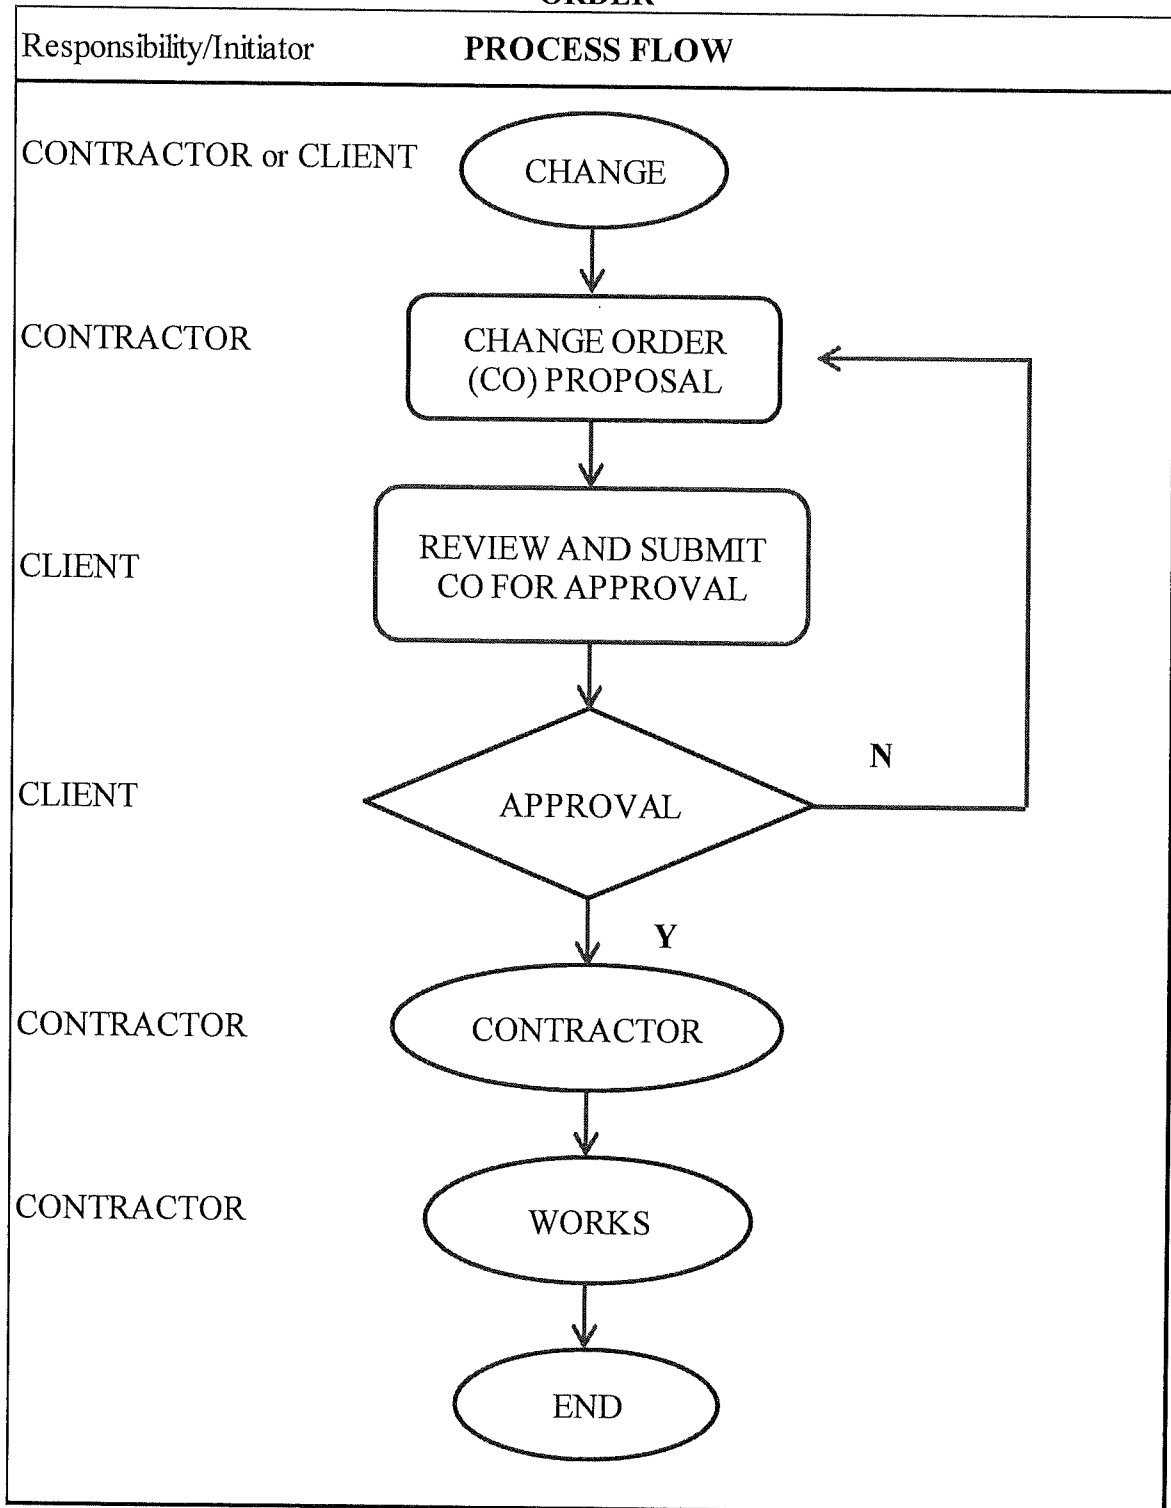 ORDER
Responsibility/Initiator PROCESS FLOW
CONTRACTOR or CLIENT CHANGE
CONTRACTOR CHANGE ORDER
(CO) PROPOSAL
REVIEW AND SUBMIT
CLIENT CO FOR APPROVAL
N
CLIENT APPROVAL
Y
CONTRACTOR CONTRACTOR
CONTRACTOR WORKS
END